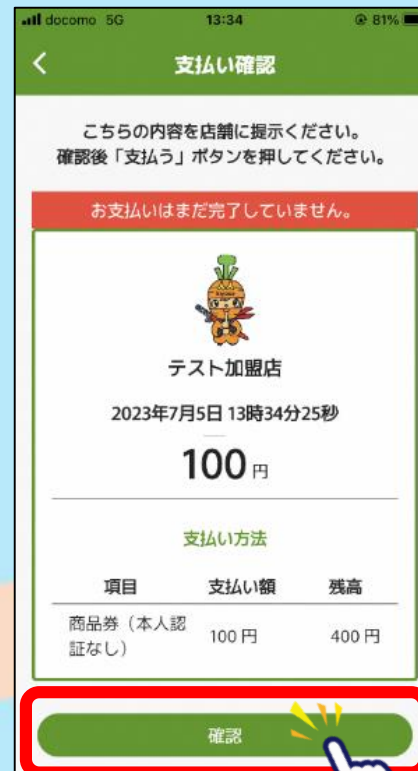 docomo 5G 13:34 81%
支払い確認
こちらの内容を店舗に提示ください。
確認後「支払う」ボタンを押してください。
お支払いはまだ完了していません。
テスト加盟店
2023年7月5日 13時34分25秒
100 円
支払い方法
項目 支払い額 残高
商品券（本人認
証なし） 100 円 400 円
確認